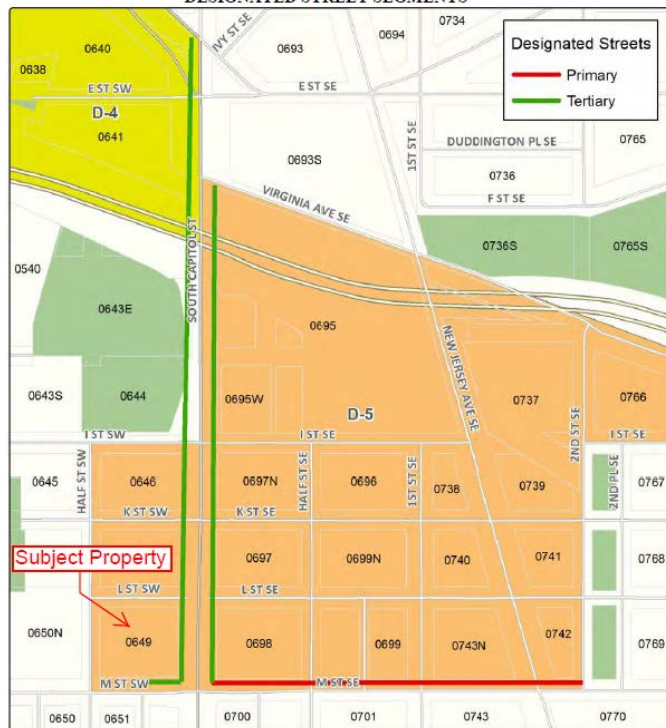 DESIGNATED STREET SEGMENTS
Designated Streets
Primary
Tertiary
0638
0640
IVY ST SE
0693
0694
0734
E ST SW
E ST SE
D-4
0641
0693S
1ST ST SE
DUDDINGTON PL SE
0765
0736
F ST SE
VIRGINIA AVE SE
0736S
0765S
0540
SOUTH CAPITOL ST
0643E
0695
NEW JERSEY AVE SE
0643S
0644
0695W
D-5
0737
2ND ST SE
0766
I ST SW
I ST SE
I ST SE
0645
HALF ST SW
0646
0697N
HALF ST SE
0696
1ST ST SE
0738
0739
2ND PL SE
0767
K ST SW
K ST SE
Subject Property
0697
0699N
0740
0741
0768
L ST SW
L ST SE
0650N
0649
0698
0699
0743N
0742
0769
M ST SW
M ST SE
0650
0651
0700
0701
0743
0770